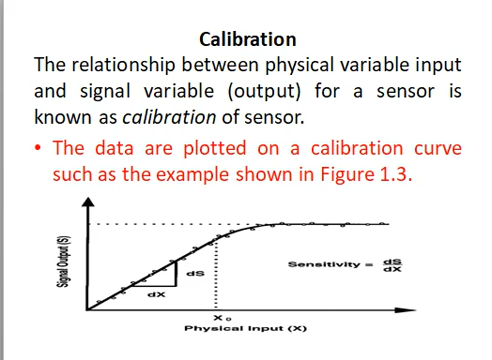 Calibration
The relationship between physical variable input
and signal variable (output) for a sensor is
known as calibration of sensor.
• The data are plotted on a calibration curve
such as the example shown in Figure 1.3.
Signal Output (S)
dS
dX
Sensitivity = dS
dX
X₀
Physical Input (X)